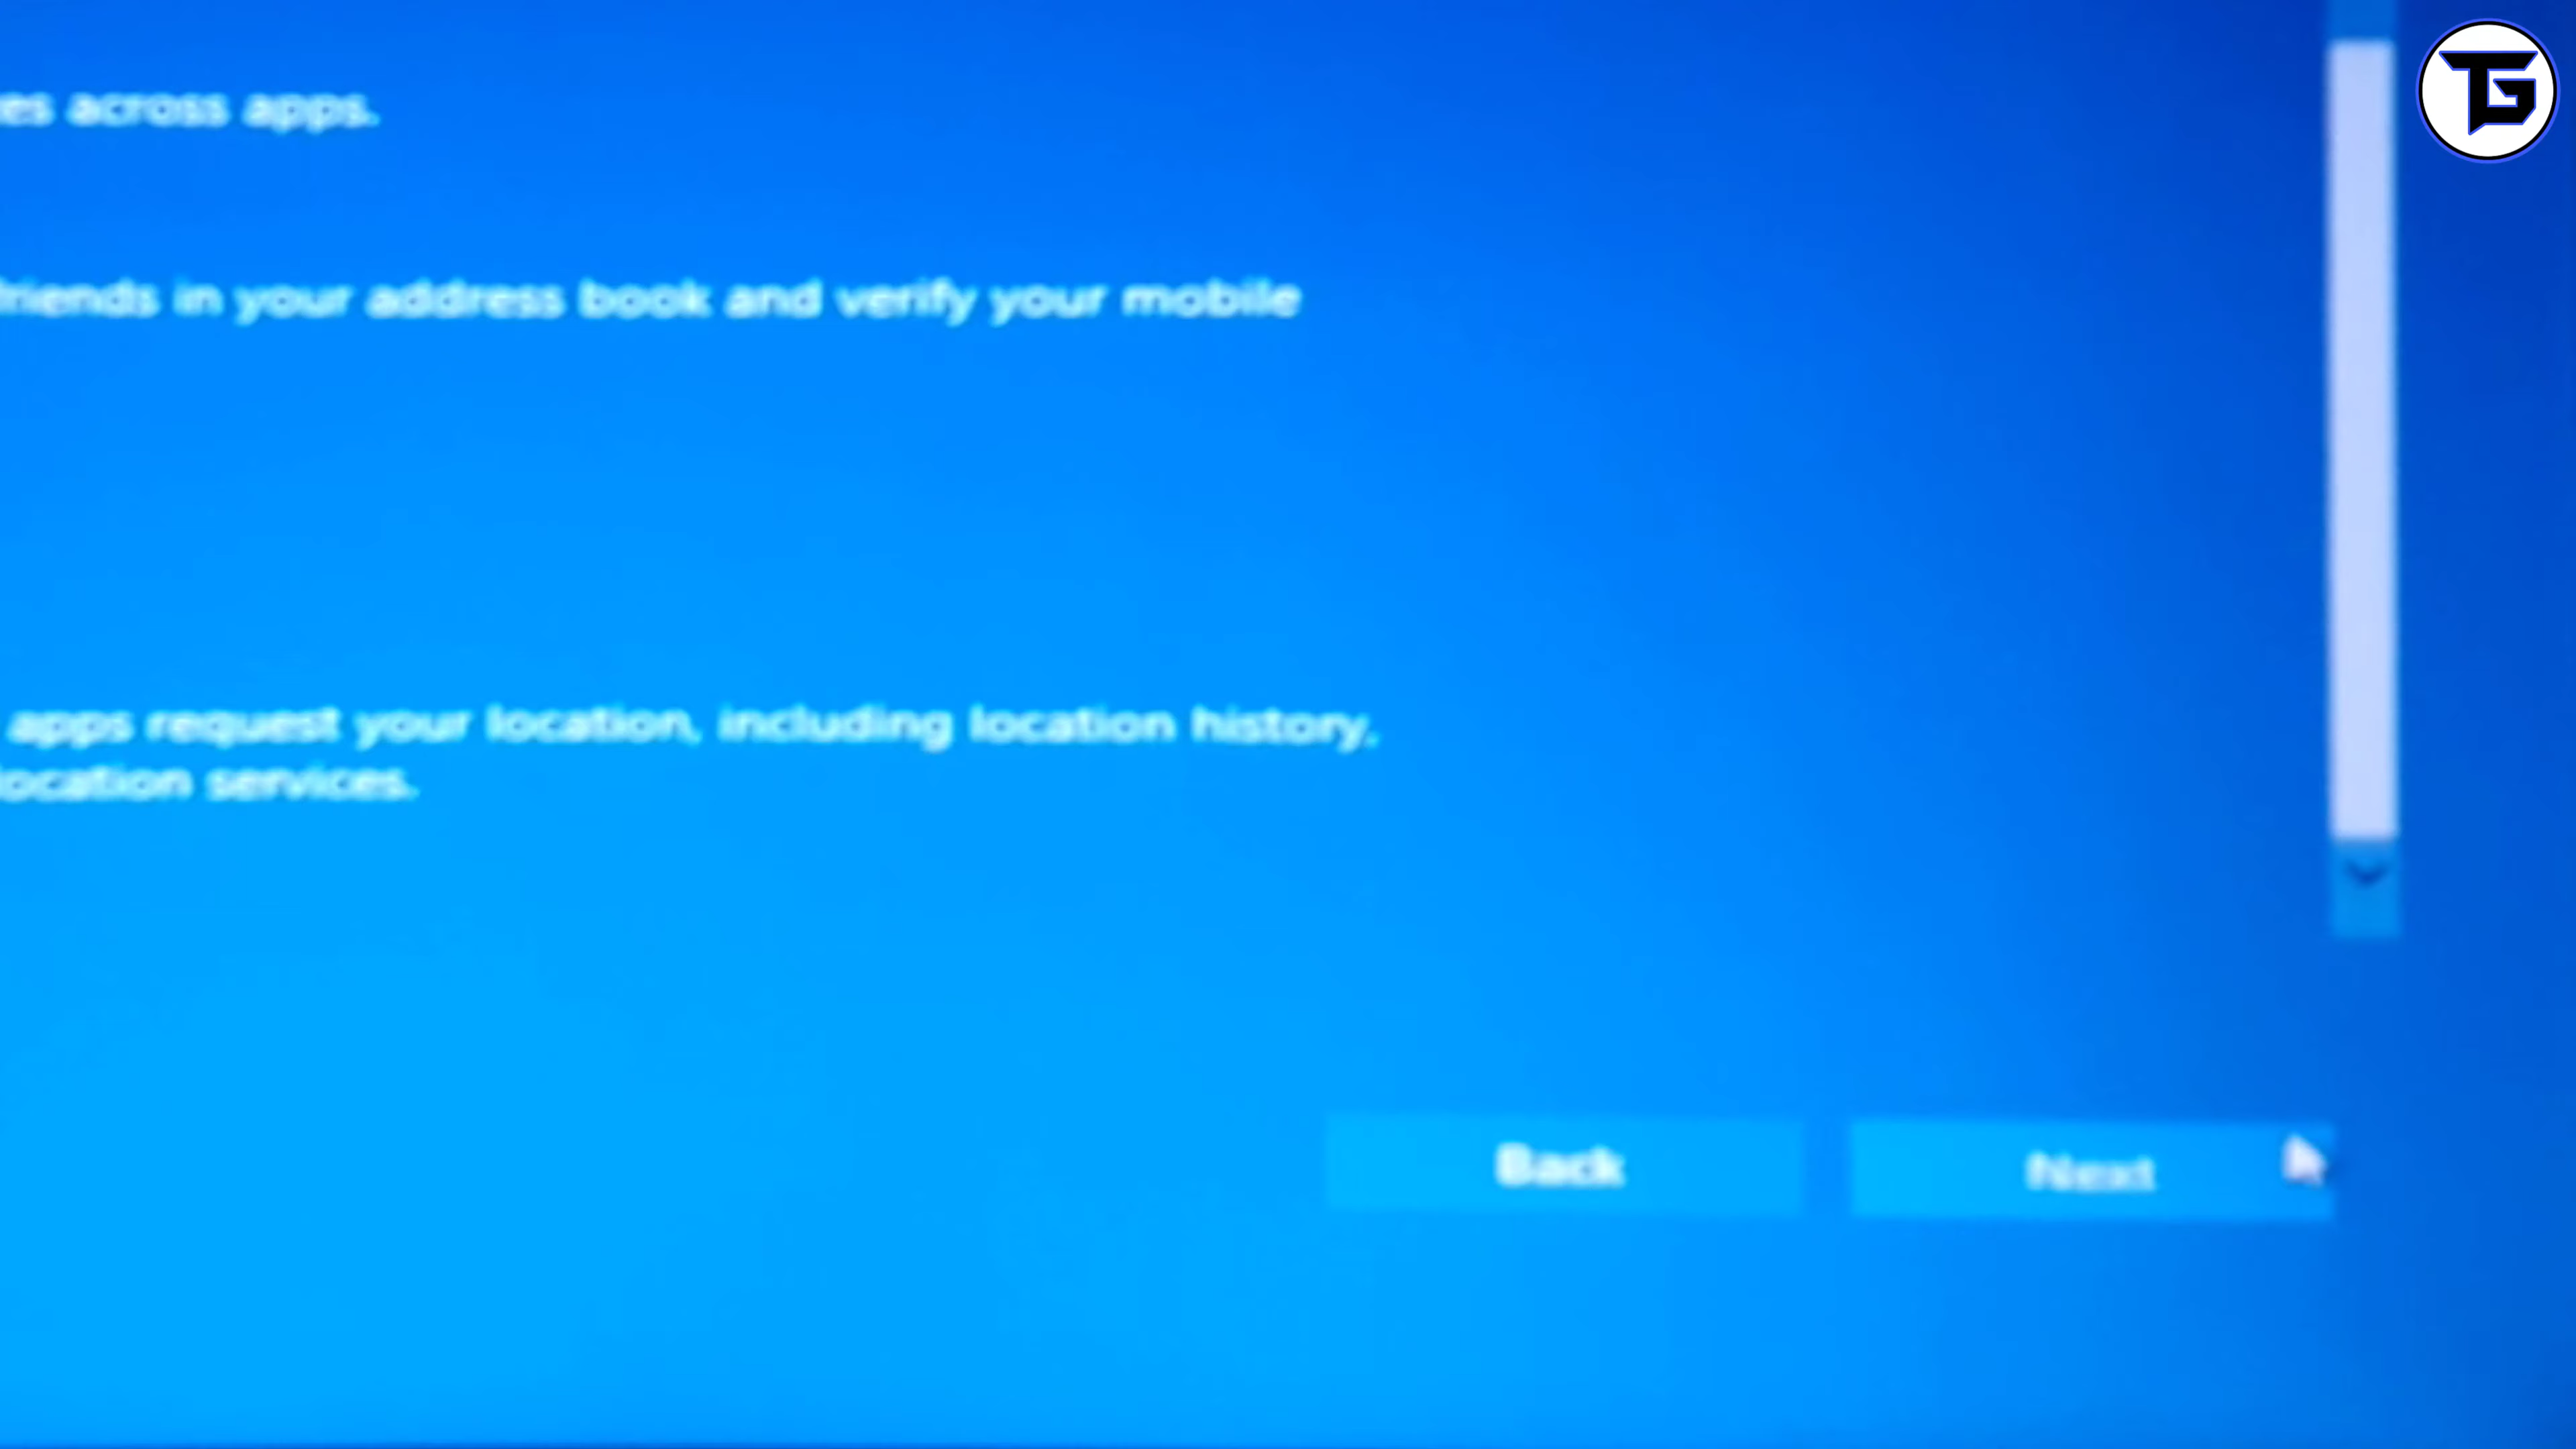 es across apps.
friends in your address book and verify your mobile
apps request your location, including location history,
location services.
Back
Next
TG